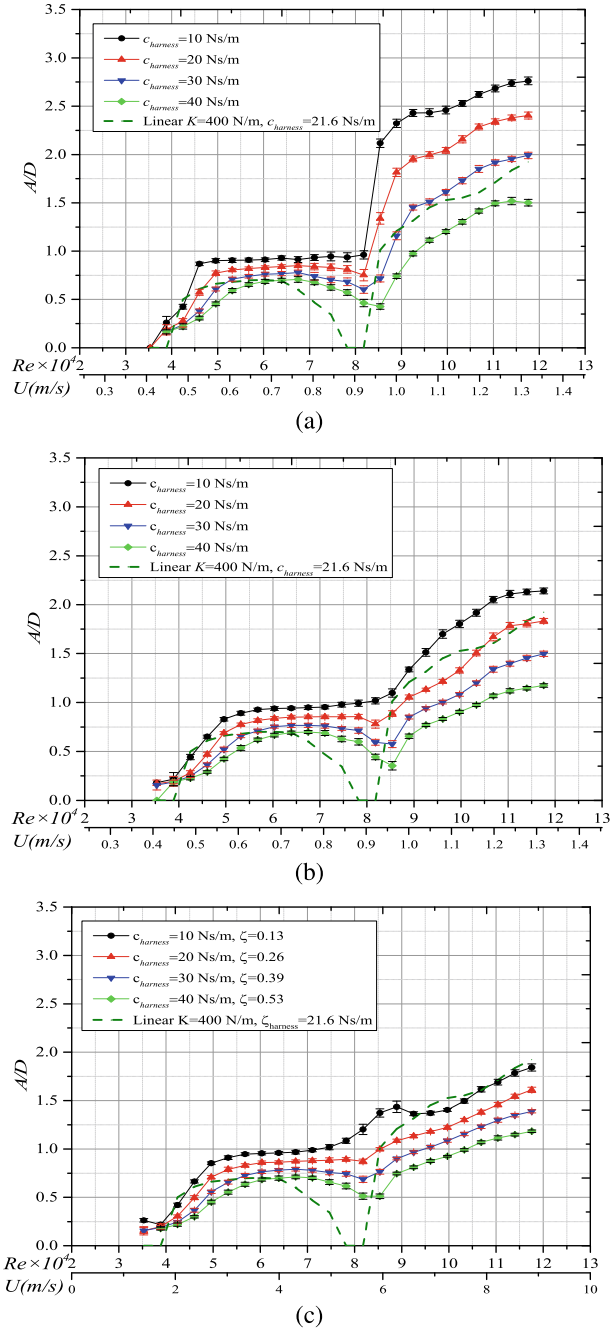 3.5
c_harness=10 Ns/m
3.0
c_harness=20 Ns/m
c_harness=30 Ns/m
2.5
c_harness=40 Ns/m
Linear K=400 N/m, c_harness=21.6 Ns/m
2.0
A/D
1.5
1.0
0.5
0.0
Re×10^4 2 3 4 5 6 7 8 9 10 11 12 13
U(m/s) 0.3 0.4 0.5 0.6 0.7 0.8 0.9 1.0 1.1 1.2 1.3 1.4
(a)
3.5
c_harness=10 Ns/m
3.0
c_harness=20 Ns/m
c_harness=30 Ns/m
2.5
c_harness=40 Ns/m
Linear K=400 N/m, c_harness=21.6 Ns/m
2.0
A/D
1.5
1.0
0.5
0.0
Re×10^4 2 3 4 5 6 7 8 9 10 11 12 13
U(m/s) 0.3 0.4 0.5 0.6 0.7 0.8 0.9 1.0 1.1 1.2 1.3 1.4
(b)
3.5
c_harness=10 Ns/m, ζ=0.13
3.0
c_harness=20 Ns/m, ζ=0.26
c_harness=30 Ns/m, ζ=0.39
2.5
c_harness=40 Ns/m, ζ=0.53
Linear K=400 N/m, ζ_harness=21.6 Ns/m
2.0
A/D
1.5
1.0
0.5
0.0
Re×10^4 2 3 4 5 6 7 8 9 10 11 12 13
U(m/s) 0 2 4 6 8 10
(c)